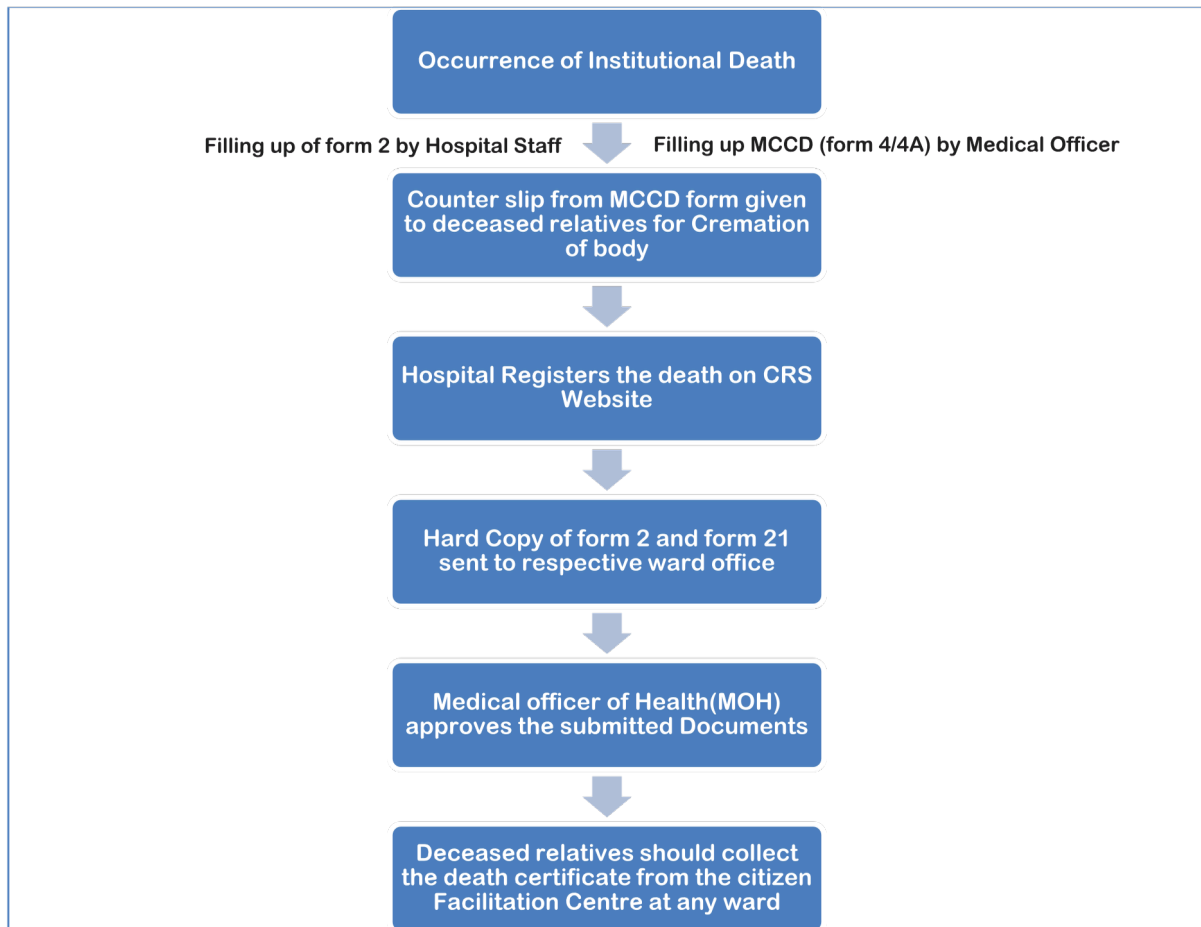 Occurrence of Institutional Death
Filling up of form 2 by Hospital Staff
Filling up MCCD (form 4/4A) by Medical Officer
Counter slip from MCCD form given
to deceased relatives for Cremation
of body
Hospital Registers the death on CRS
Website
Hard Copy of form 2 and form 21
sent to respective ward office
Medical officer of Health(MOH)
approves the submitted Documents
Deceased relatives should collect
the death certificate from the citizen
Facilitation Centre at any ward